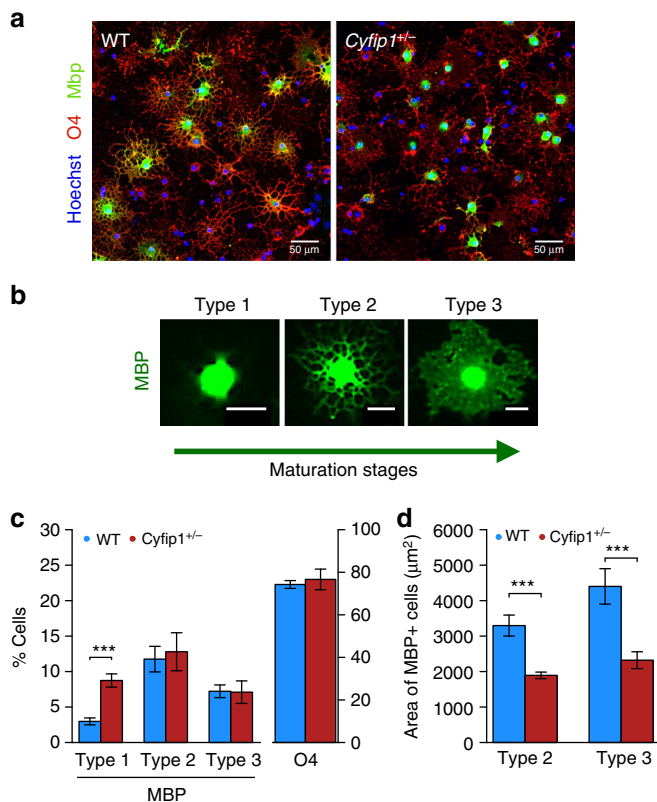 a
WT
Cyfip1+/−
Hoechst O4 Mbp
50 μm
50 μm
b
Type 1
Type 2
Type 3
MBP
Maturation stages
c
WT
Cyfip1+/−
% Cells
30
25
20
15
10
5
0
***
100
80
60
40
20
0
Type 1
Type 2
Type 3
O4
MBP
d
WT
Cyfip1+/−
Area of MBP+ cells (μm²)
6000
5000
4000
3000
2000
1000
0
***
***
Type 2
Type 3